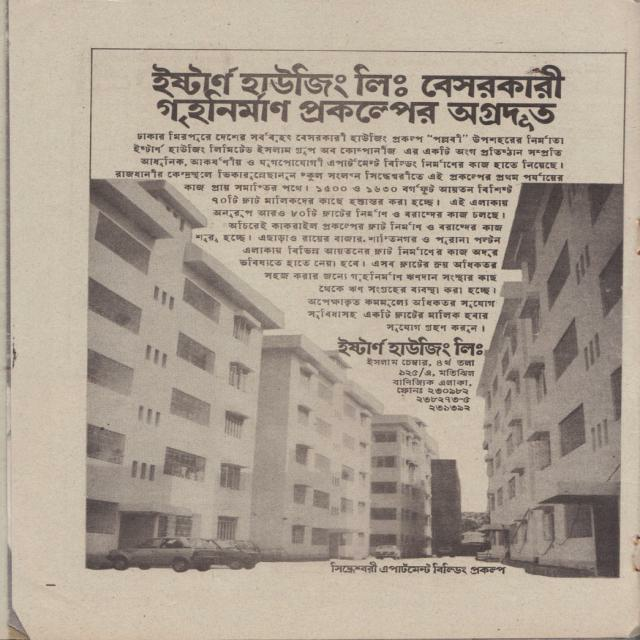 ইষ্টার্ণ হাউজিং লিঃ বেসরকারী
গৃহনির্মাণ প্রকল্পের অগ্রদূত
ঢাকার মিরপুরে দেশের সর্ববৃহৎ বেসরকারী হাউজিং প্রকল্প "পল্লবী" উপশহরের নির্মাতা
ইষ্টার্ণ হাউজিং লিমিটেড ইসলাম গ্রুপ অব কোম্পানীজ এর একটি অংগ প্রতিষ্ঠান সম্প্রতি
আধুনিক, আকর্ষণীয় ও যুগপোযোগী এপার্টমেন্ট বিল্ডিং নির্মাণের কাজ হাতে নিয়েছে।
রাজধানীর কেন্দ্রস্থলে ভিকারুন্নেছানূন স্কুল সংলগ্ন সিদ্ধেশ্বরীতে এই প্রকল্পের প্রথম পর্যায়ের
কাজ প্রায় সমাপ্তির পথে। ১৫০০ ও ১৬৩০ বর্গফুট আয়তন বিশিষ্ট
৭০টি ফ্লাট মালিকদের কাছে হস্তান্তর করা হচ্ছে। এই এলাকায়
অনুরূপ আরও ৮০টি ফ্লাটের নির্মাণ ও বরাদ্দের কাজ চলছে।
অচিরেই কাকরাইল প্রকল্পের ফ্লাট নির্মাণ ও বরাদ্দের কাজ
শুরু হচ্ছে। এছাড়াও রায়ের বাজার, শান্তিনগর ও পুরানা পল্টন
এলাকায় বিভিন্ন আয়তনের ফ্লাট নির্মাণের কাজ অদূর
ভবিষ্যতে হাতে নেয়া হবে। এসব ফ্লাটের ক্রয় অধিকতর
সহজ করার জন্যে গৃহনির্মাণ ঋণদান সংস্থার কাছ
থেকে ঋণ সংগ্রহের ব্যবস্থা করা হচ্ছে।
অপেক্ষাকৃত কমমূল্যে অধিকতর সুযোগ
সুবিধাসহ একটি ফ্লাটের মালিক হবার
সুযোগ গ্রহণ করুন।
ইষ্টার্ণ হাউজিং লিঃ
ইসলাম চেম্বার, ৪র্থ তলা
১২৫/এ, মতিঝিল
বাণিজ্যিক এলাকা,
ফোনঃ ২৩০৯৮২
২৩৮২৭৩-৫
২৩১৩৯২
সিদ্ধেশ্বরী এপার্টমেন্ট বিল্ডিং প্রকল্প